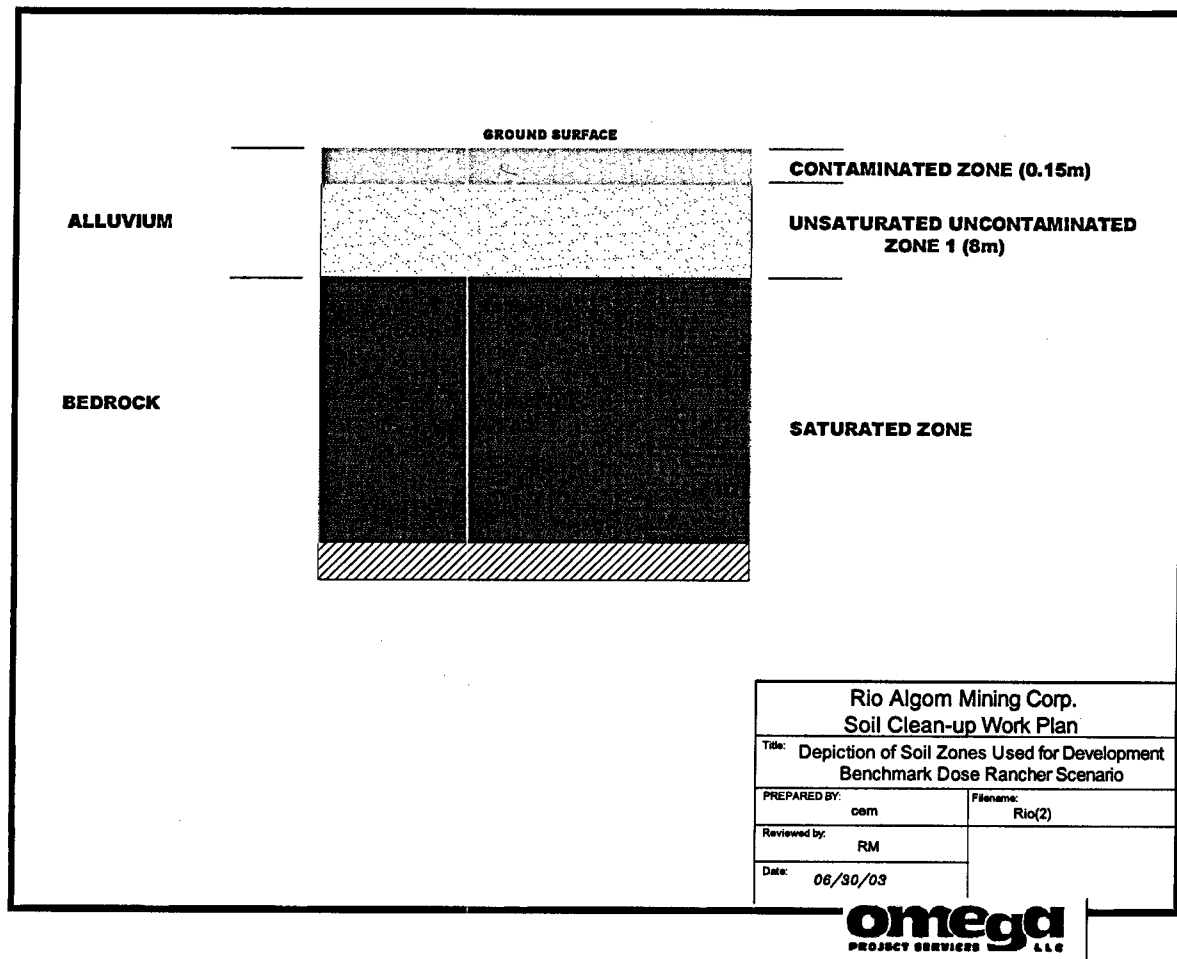 GROUND SURFACE
CONTAMINATED ZONE (0.15m)
ALLUVIUM
UNSATURATED UNCONTAMINATED
ZONE 1 (8m)
BEDROCK
SATURATED ZONE
Rio Algom Mining Corp.
Soil Clean-up Work Plan
Title: Depiction of Soil Zones Used for Development
Benchmark Dose Rancher Scenario
PREPARED BY:
cem
Filename:
Rio(2)
Reviewed by:
RM
Date: 06/30/03
omega
PROJECT SERVICES LLC